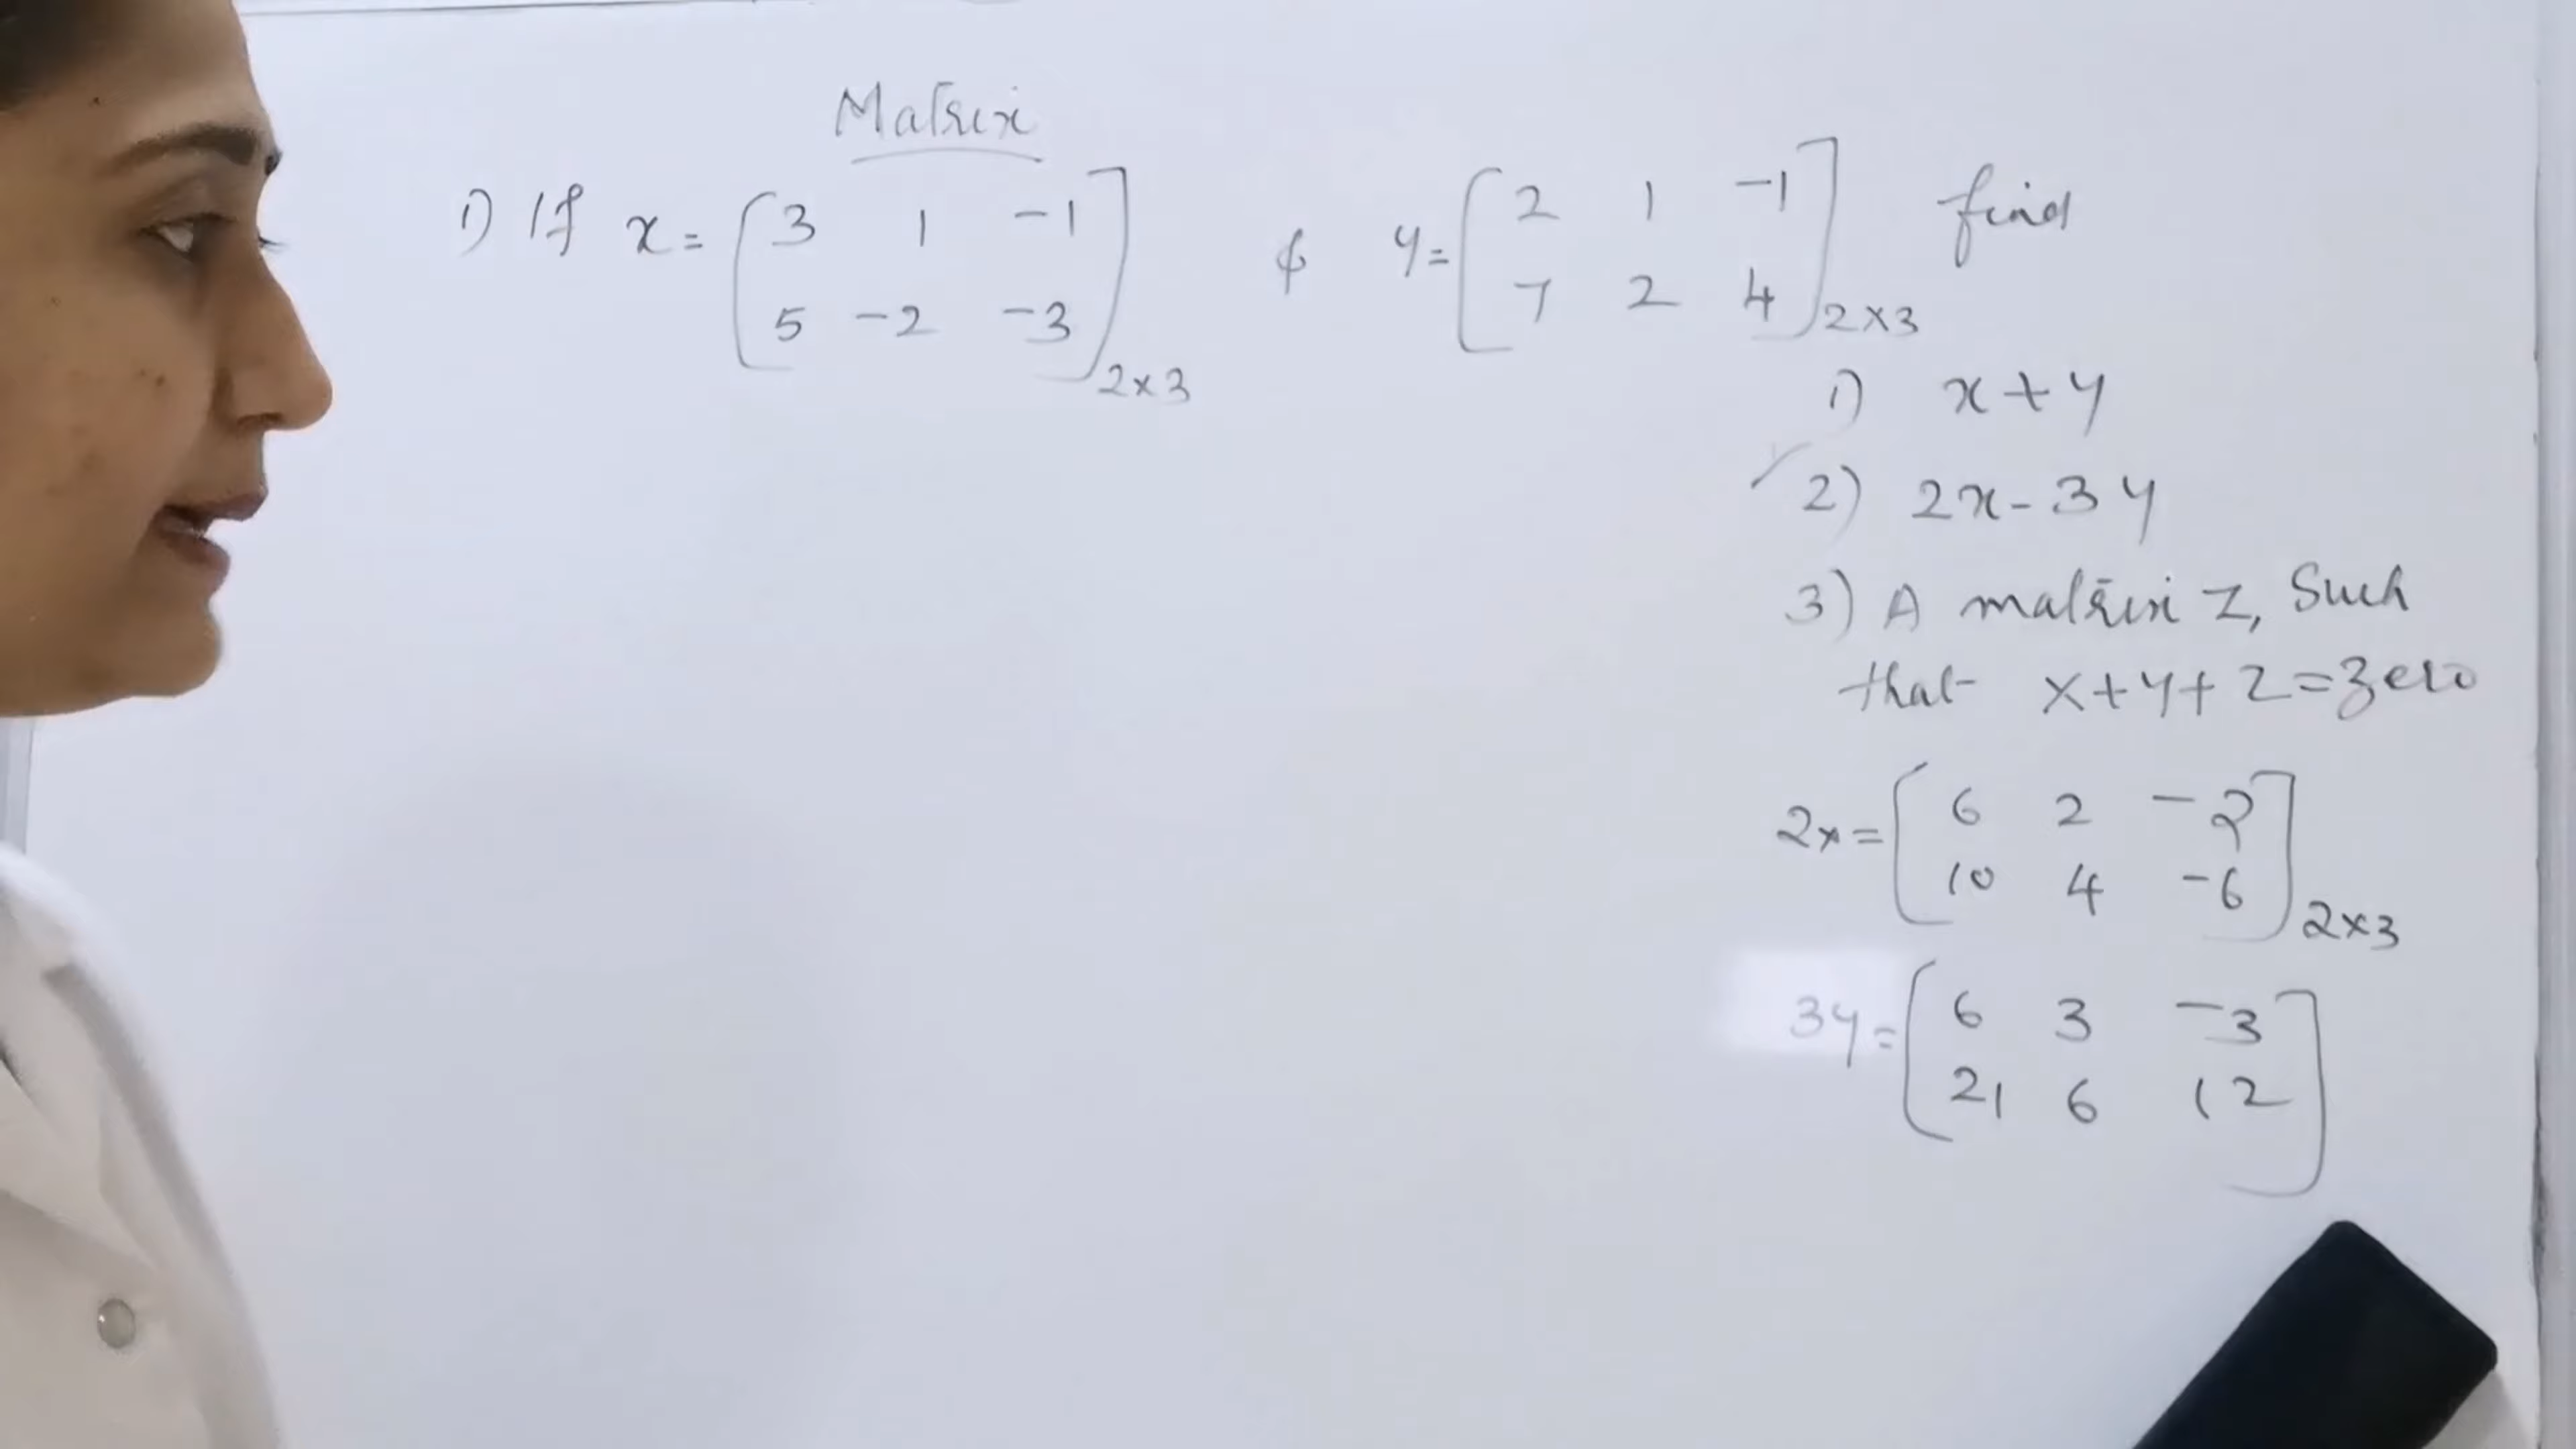 Matrix
1) If x = [3 1 -1 & y = [2 1 -1 find
5 -2 -3]2×3 7 2 4]2×3
1) x + y
2) 2x - 3y
3) A matrix Z, Such
that x + y + z = zero
2x = [6 2 -2
10 4 -6]2×3
3y = [6 3 -3
21 6 12]